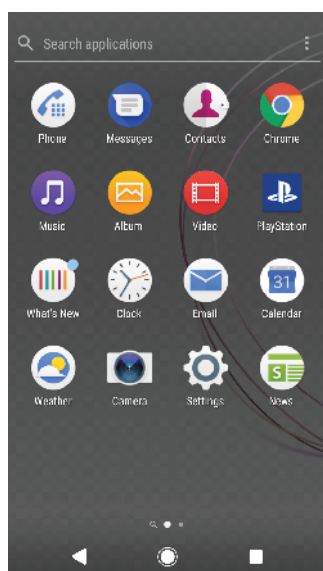 Search applications
Phone Messages Contacts Chrome
Music Album Video PlayStation
31
What's New Clock Email Calendar
S
Weather Camera Settings News